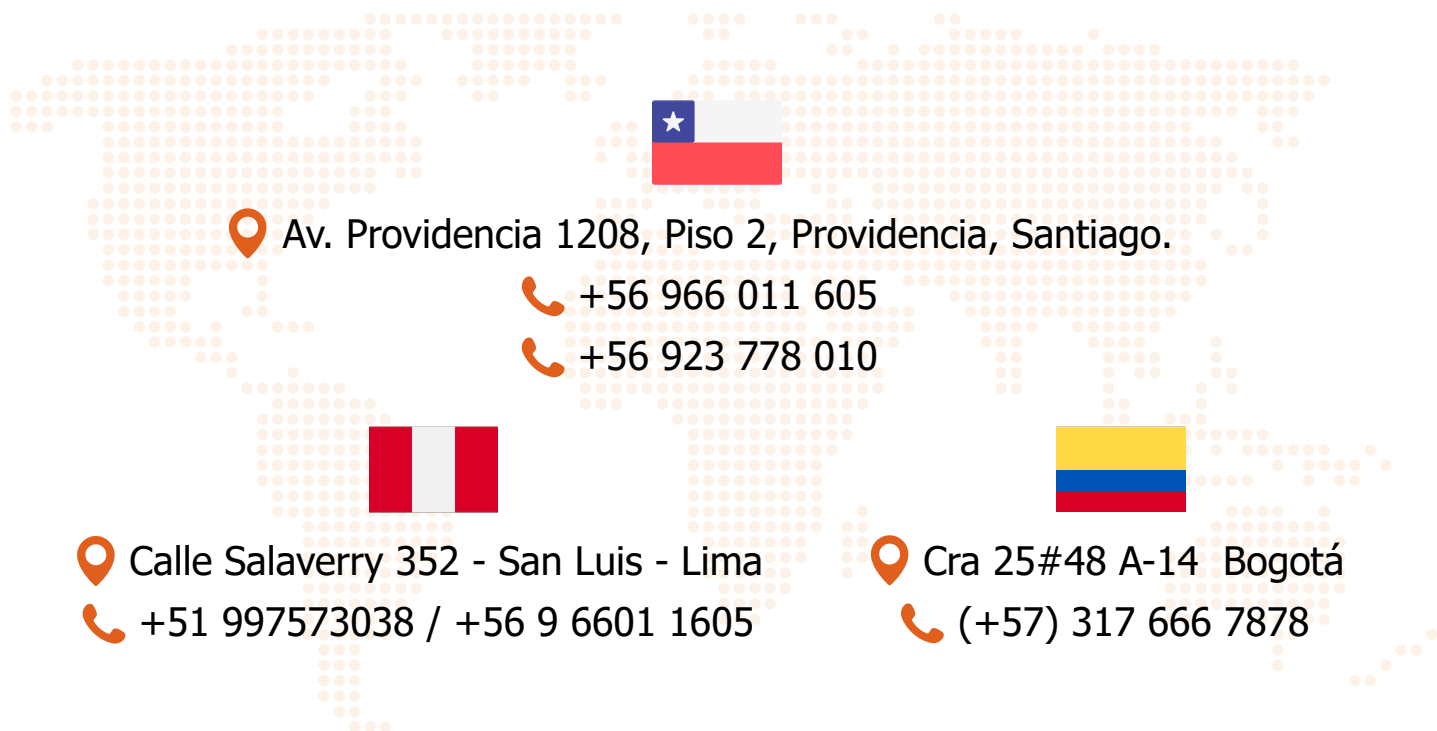 Av. Providencia 1208, Piso 2, Providencia, Santiago.
+56 966 011 605
+56 923 778 010
Calle Salaverry 352 - San Luis - Lima
+51 997573038 / +56 9 6601 1605
Cra 25#48 A-14  Bogotá
(+57) 317 666 7878